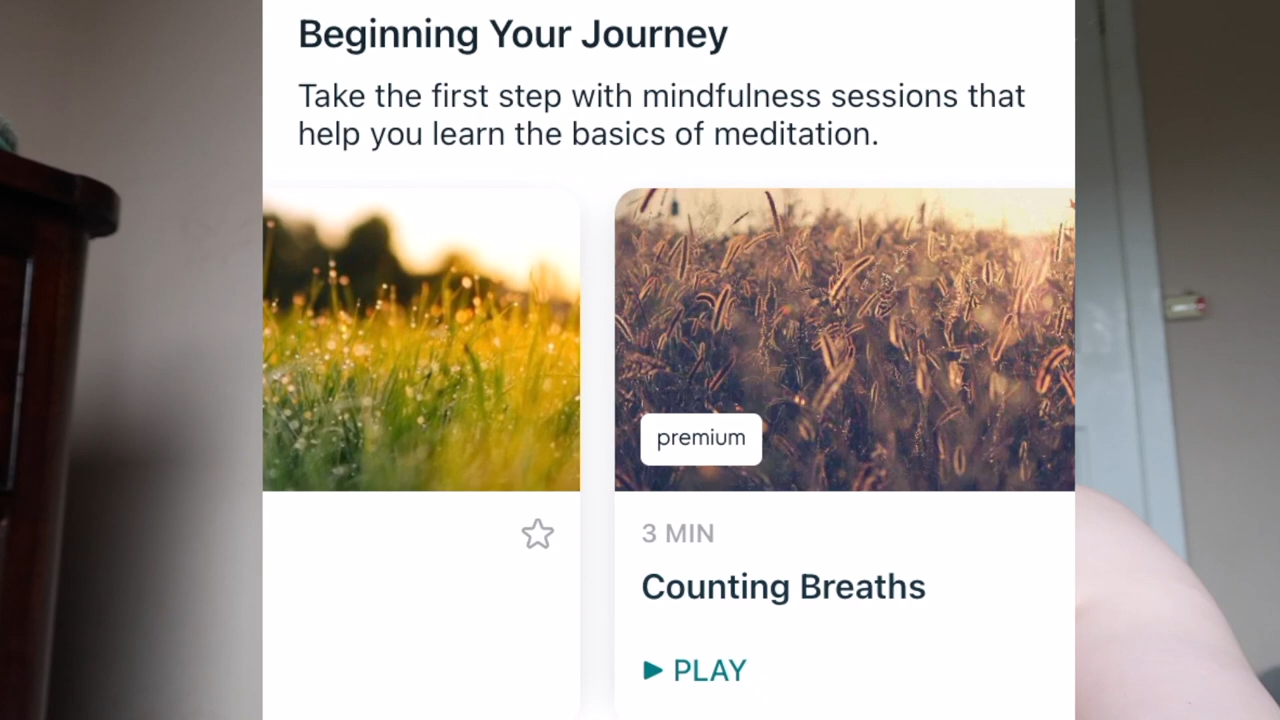 Beginning Your Journey
Take the first step with mindfulness sessions that
help you learn the basics of meditation.
premium
3 MIN
Counting Breaths
PLAY